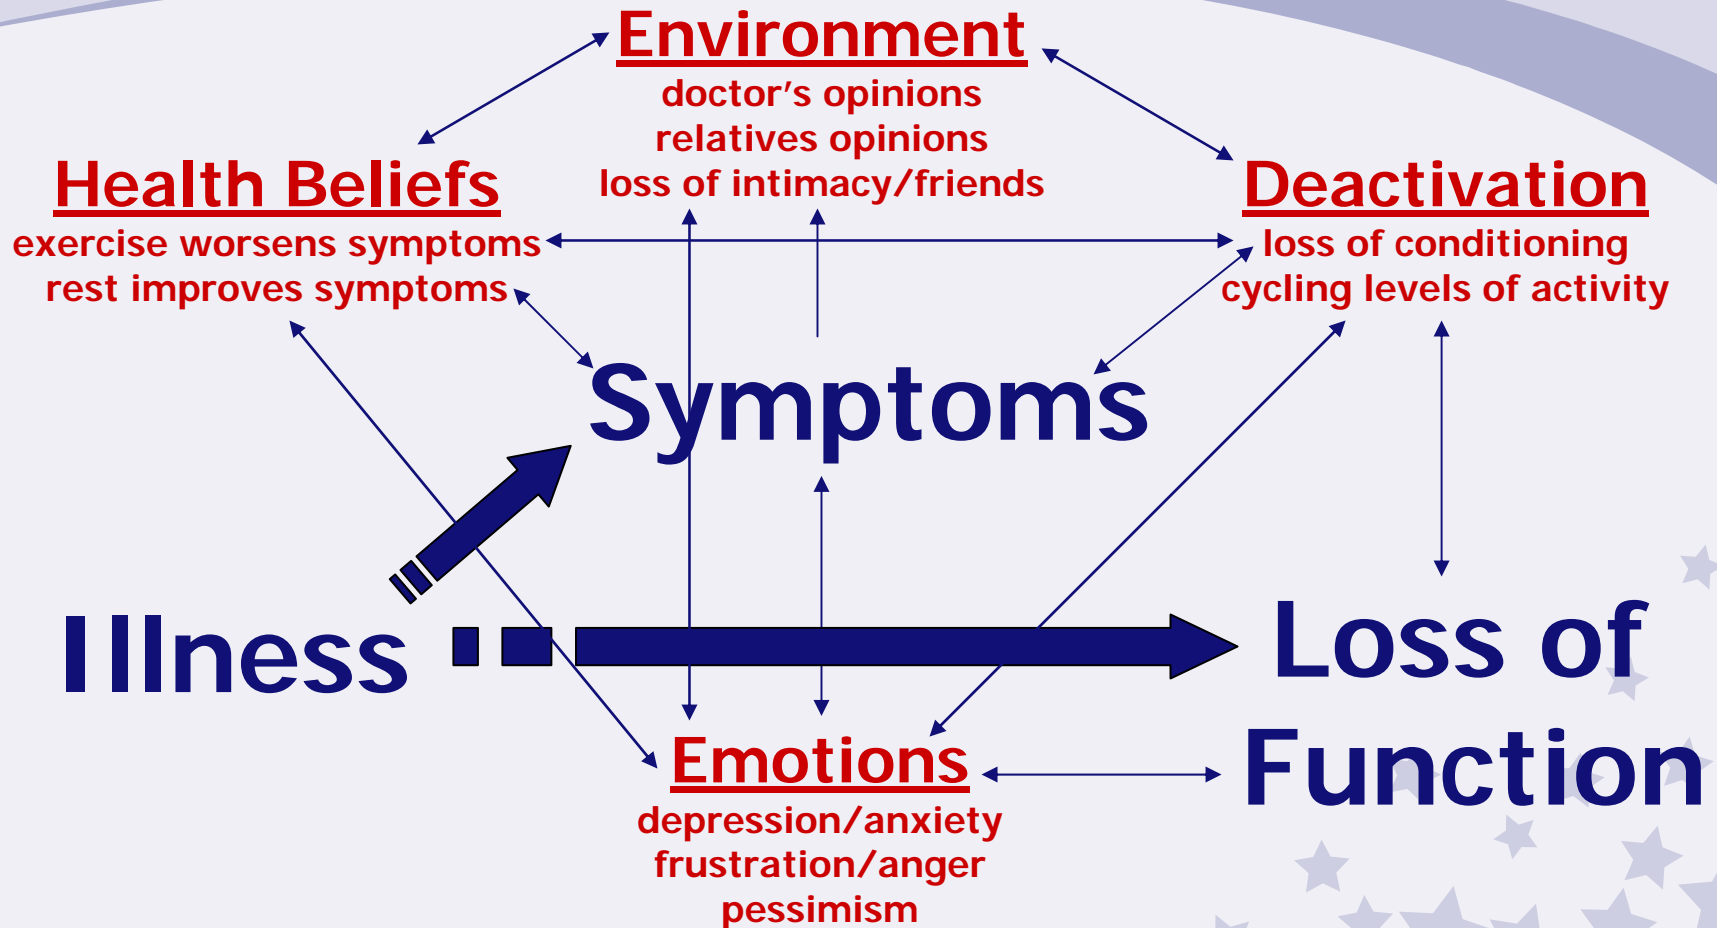 Environment
doctor's opinions
relatives opinions
loss of intimacy/friends
Health Beliefs
exercise worsens symptoms
rest improves symptoms
Deactivation
loss of conditioning
cycling levels of activity
Symptoms
Illness
Loss of
Function
Emotions
depression/anxiety
frustration/anger
pessimism